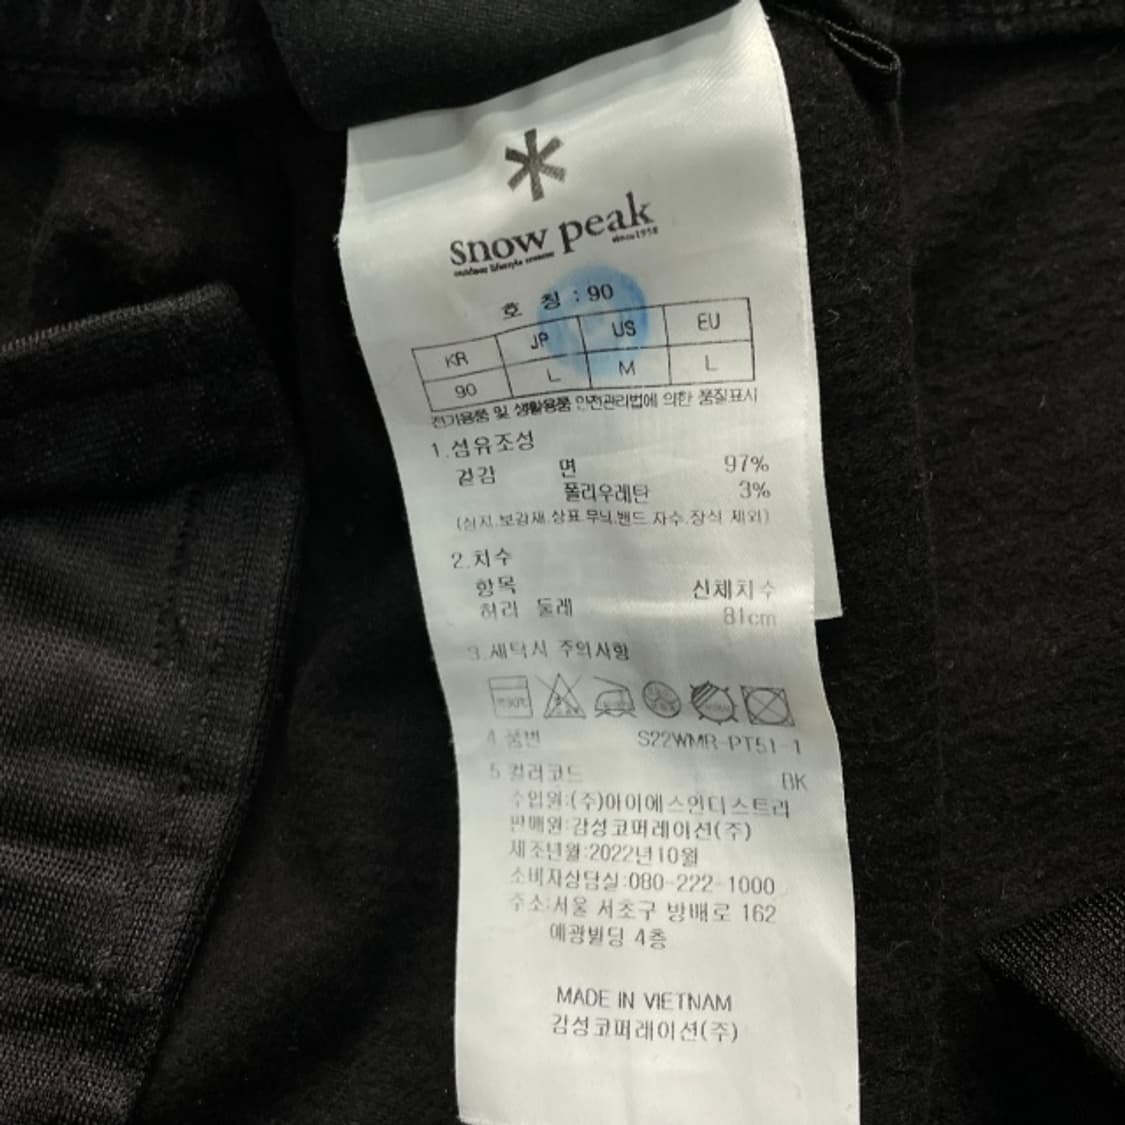 snow peak
since1958
outdoor lifestyle
호 칭 : 90
KR JP US EU
90 L M L
전기용품 및 생활용품 안전관리법에 의한 품질표시
1.섬유조성
겉감 면 97%
폴리우레탄 3%
(심지.보강재.상표.무늬.밴드.자수.장식 제외)
2.치수
항목 신체치수
허리 둘레 81cm
3.세탁시 주의사항
4.품번 S22WMR-PT51-1
5.컬러코드 BK
수입원:(주)아이에스인더스트리
판매원:감성코퍼레이션(주)
제조년월:2022년10월
소비자상담실:080-222-1000
주소:서울 서초구 방배로 162
예광빌딩 4층
MADE IN VIETNAM
감성코퍼레이션(주)